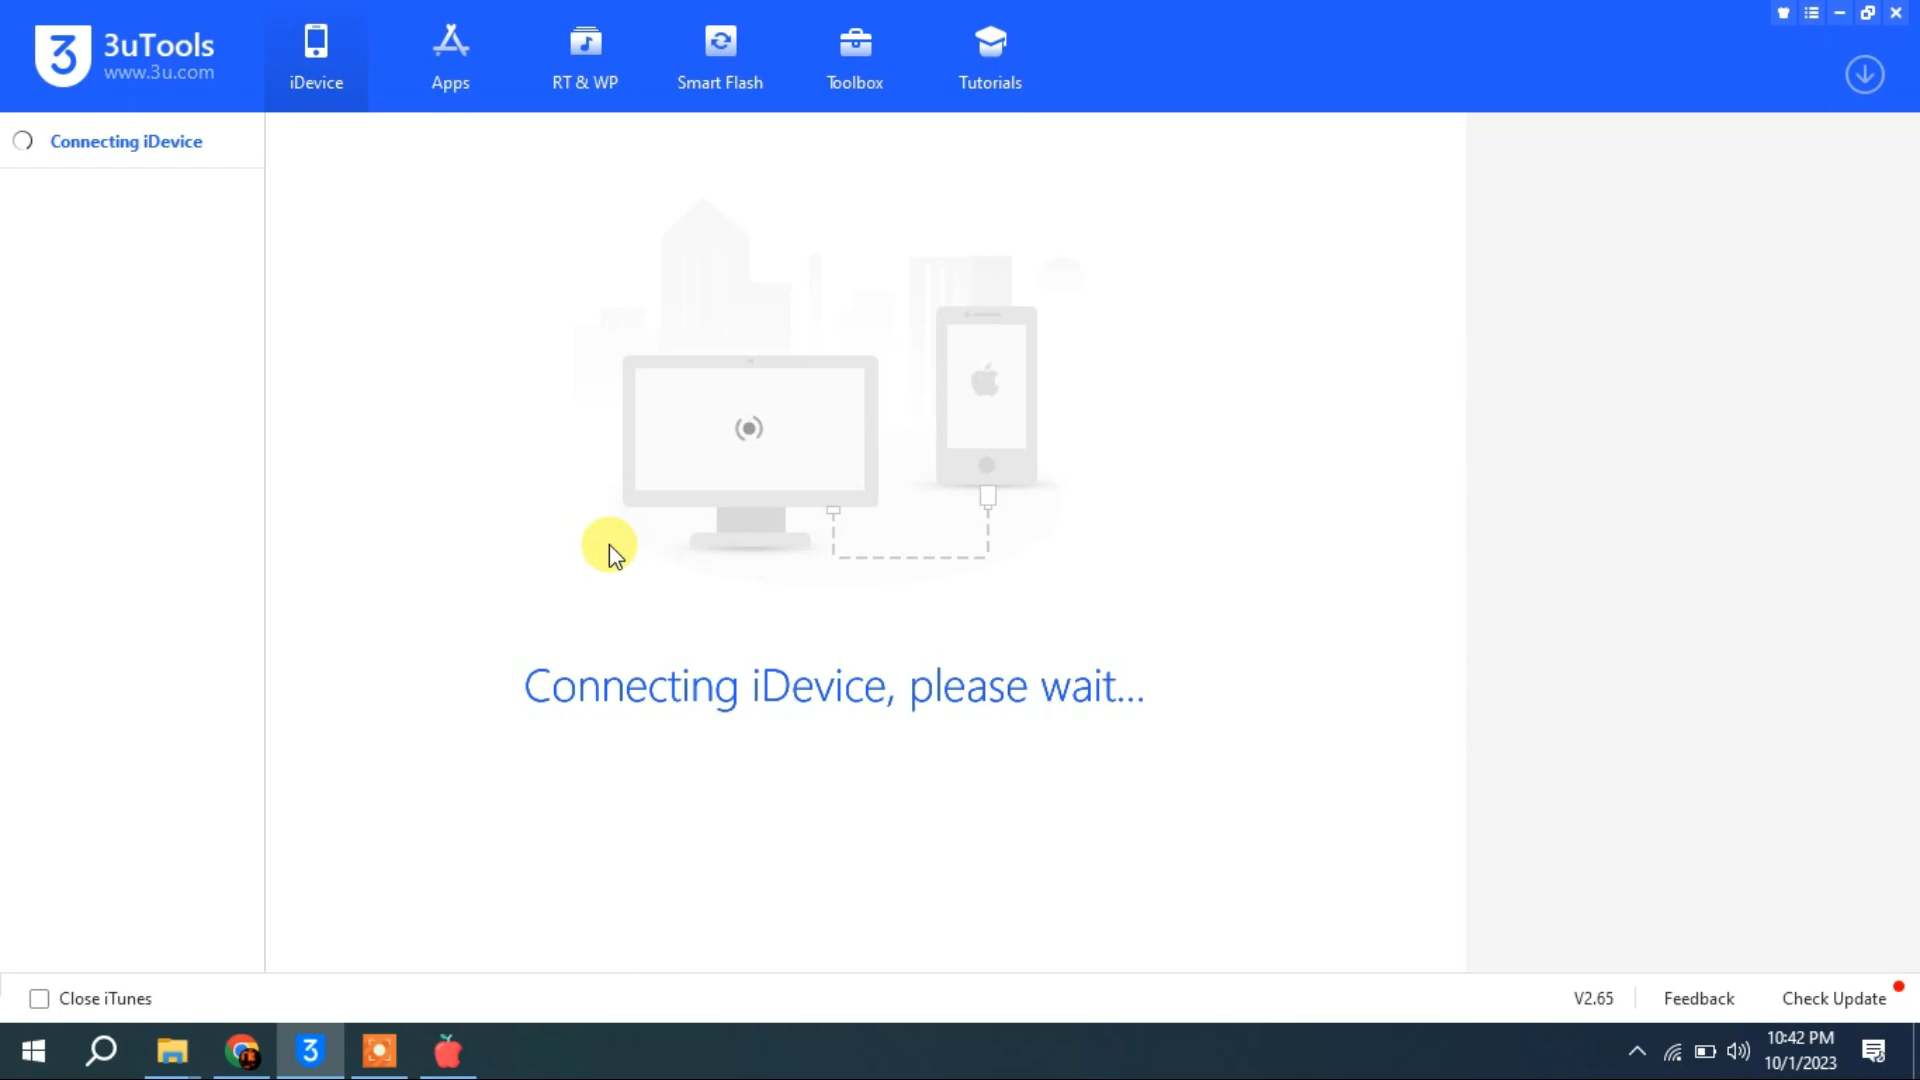 3uTools
www.3u.com
iDevice
Apps
RT & WP
Smart Flash
Toolbox
Tutorials
Connecting iDevice
Connecting iDevice, please wait...
Close iTunes
V2.65
Feedback
Check Update
3
10:42 PM
10/1/2023